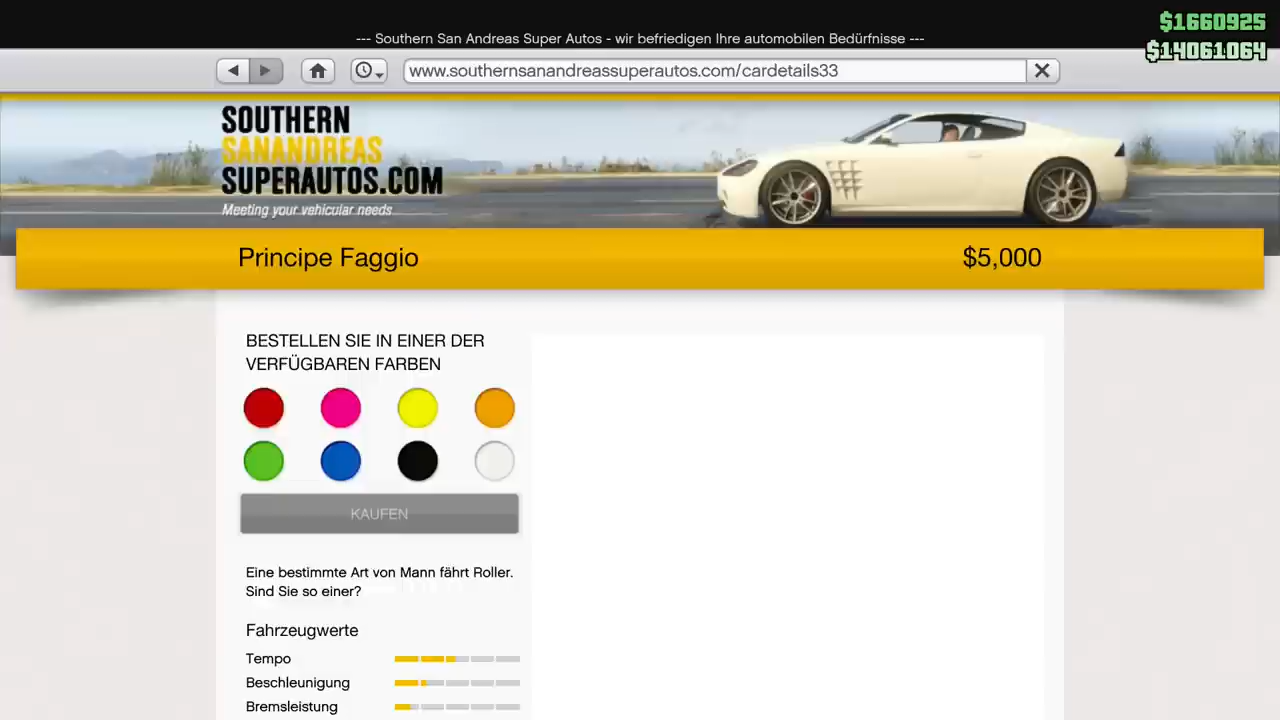 $1660925
--- Southern San Andreas Super Autos - wir befriedigen Ihre automobilen Bedürfnisse ---
$14061064
www.southernsanandreassuperautos.com/cardetails33
SOUTHERN
SANANDREAS
SUPERAUTOS.COM
Meeting your vehicular needs
Principe Faggio
$5,000
BESTELLEN SIE IN EINER DER
VERFÜGBAREN FARBEN
KAUFEN
Eine bestimmte Art von Mann fährt Roller.
Sind Sie so einer?
Fahrzeugwerte
Tempo
Beschleunigung
Bremsleistung